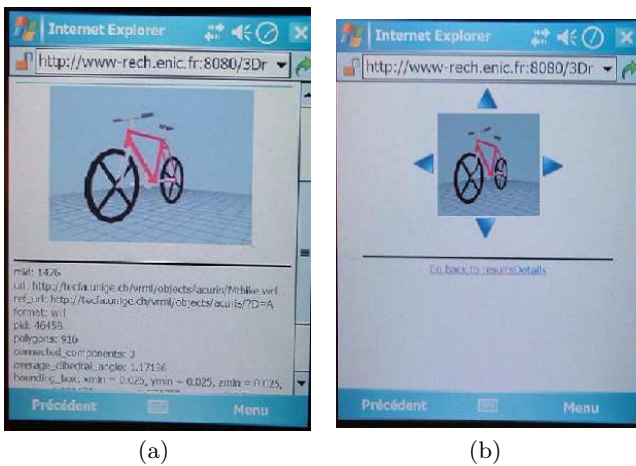 Internet Explorer
http://www-rech.enic.fr:8080/3Dr
mid: 1476
url: http://tecfa.unige.ch/vrml/objects/acuris/Mtbike.wrl
ref_url: http://tecfa.unige.ch/vrml/objects/acuris/?D=A
format: wrl
pid: 46458
polygons: 916
connected_components: 3
average_dihedral_angle: 1.17136
bounding_box: xmin = 0.025, ymin = 0.025, zmin = 0.025,
Précédent
Menu
(a)
Internet Explorer
http://www-rech.enic.fr:8080/3Dr
Go back to resultsDetails
Précédent
Menu
(b)